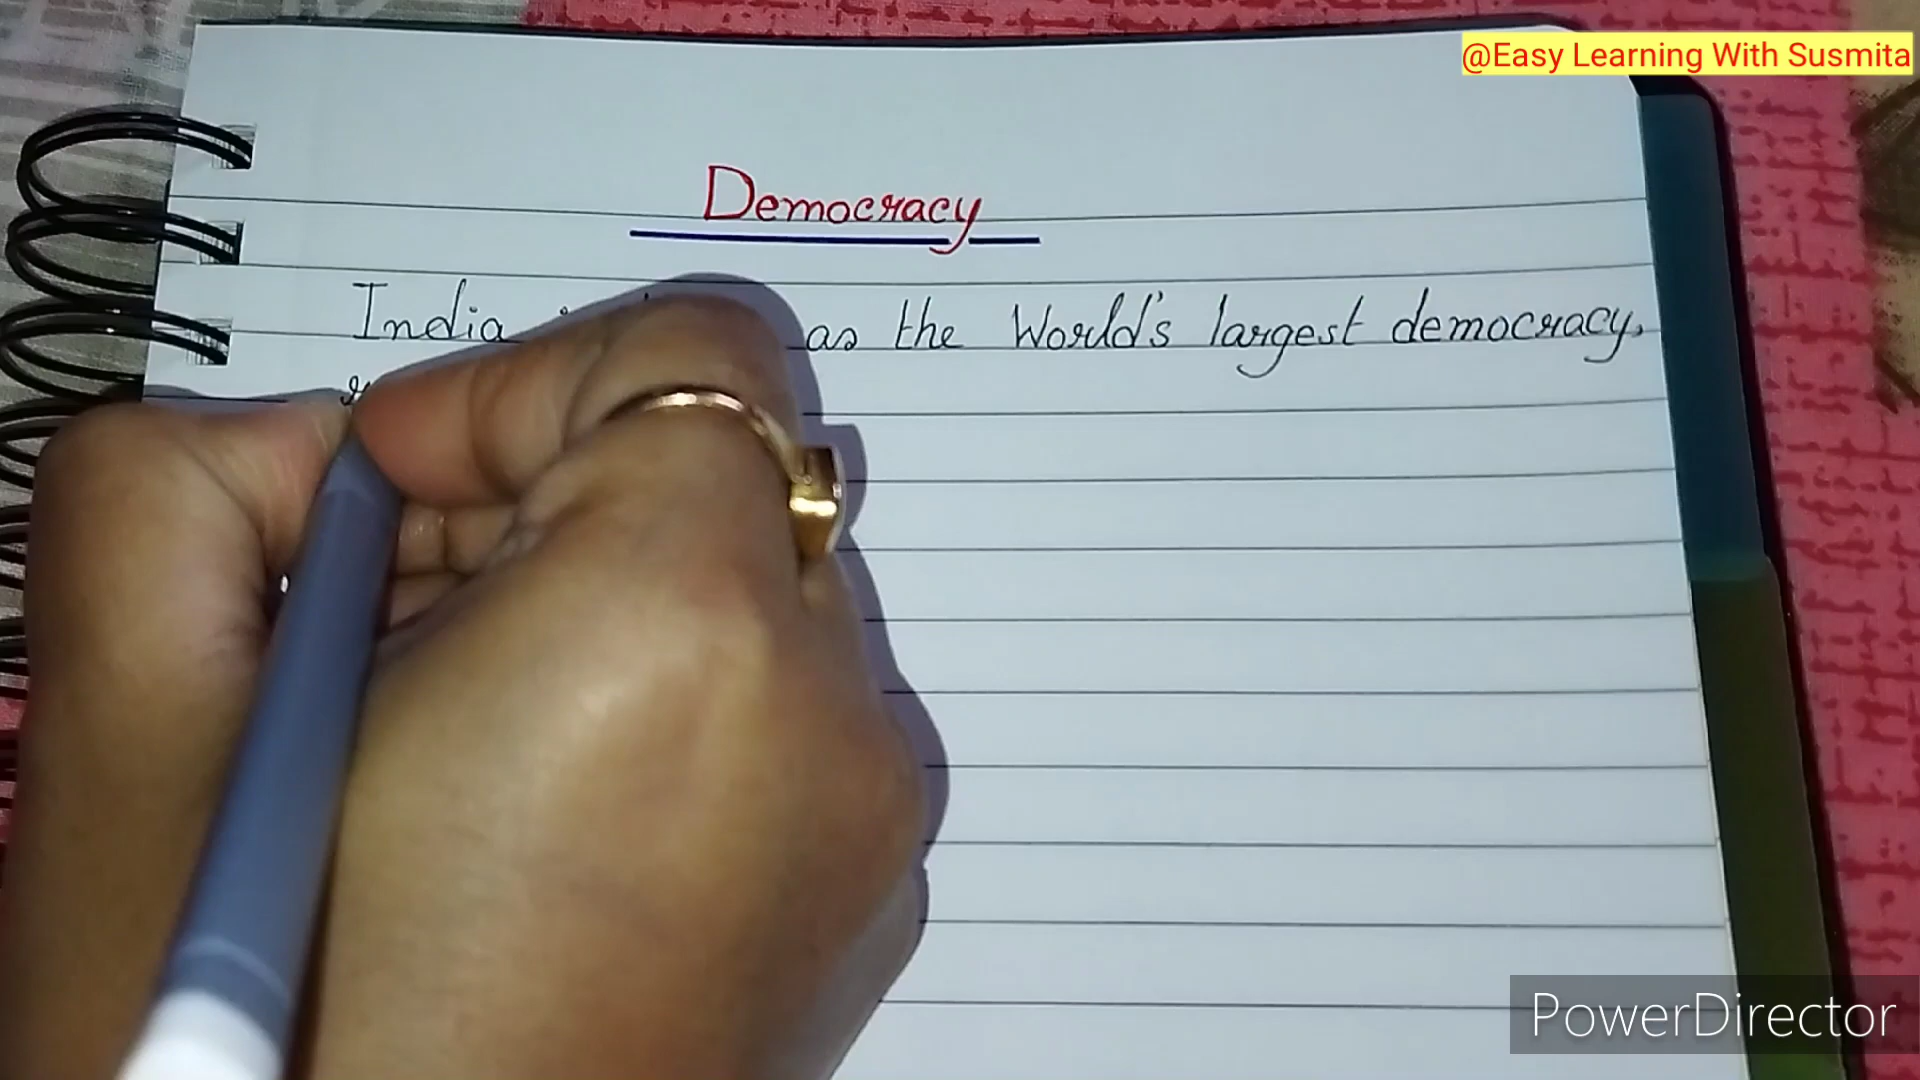 @Easy Learning With Susmita
Democracy
India as the World's largest democracy,
PowerDirector